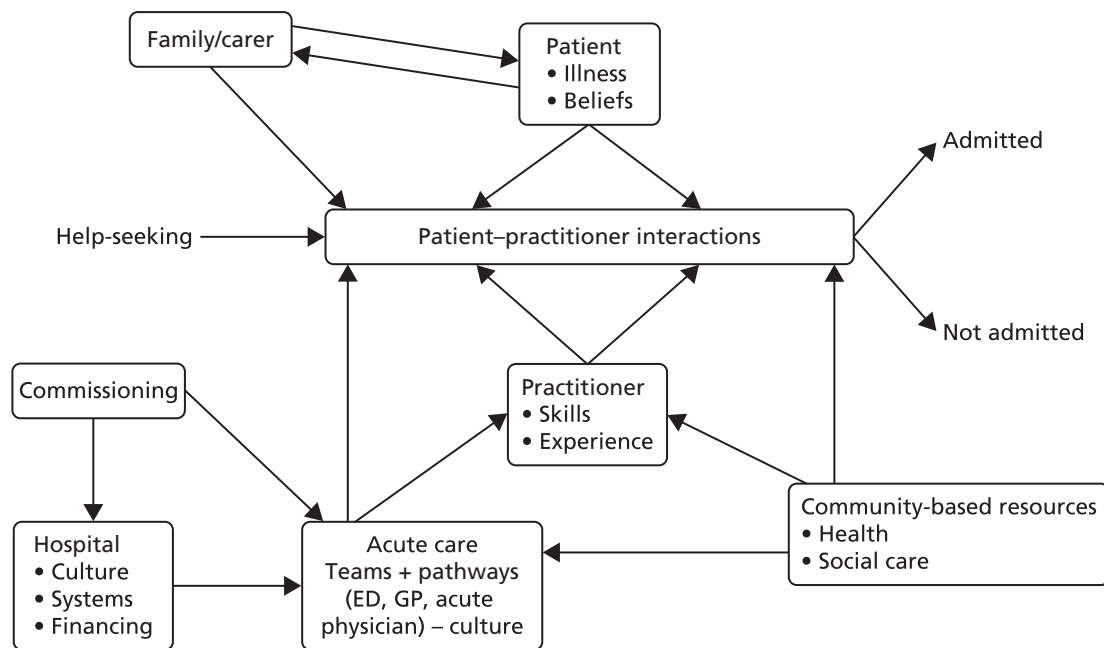 Family/carer
Patient
• Illness
• Beliefs
Admitted
Help-seeking
Patient–practitioner interactions
Not admitted
Commissioning
Practitioner
• Skills
• Experience
Hospital
• Culture
• Systems
• Financing
Acute care
Teams + pathways
(ED, GP, acute
physician) – culture
Community-based resources
• Health
• Social care